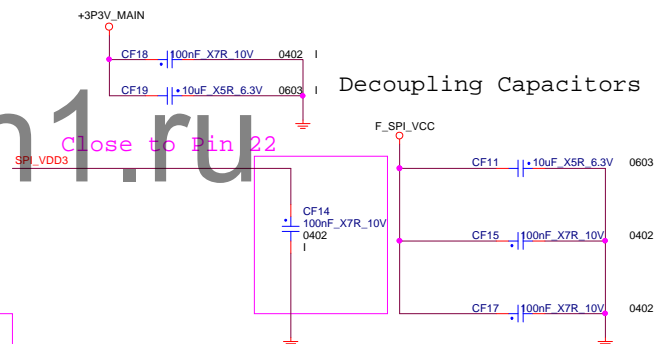 +3P3V_MAIN
CF18 100nF_X7R_10V 0402 I
CF19 10uF_X5R_6.3V 0603 I
Decoupling Capacitors
n1.ru
Close to Pin 22
SPI_VDD3
F_SPI_VCC
CF11 10uF_X5R_6.3V 0603
CF14
100nF_X7R_10V
0402
I
CF15 100nF_X7R_10V 0402
CF17 100nF_X7R_10V 0402